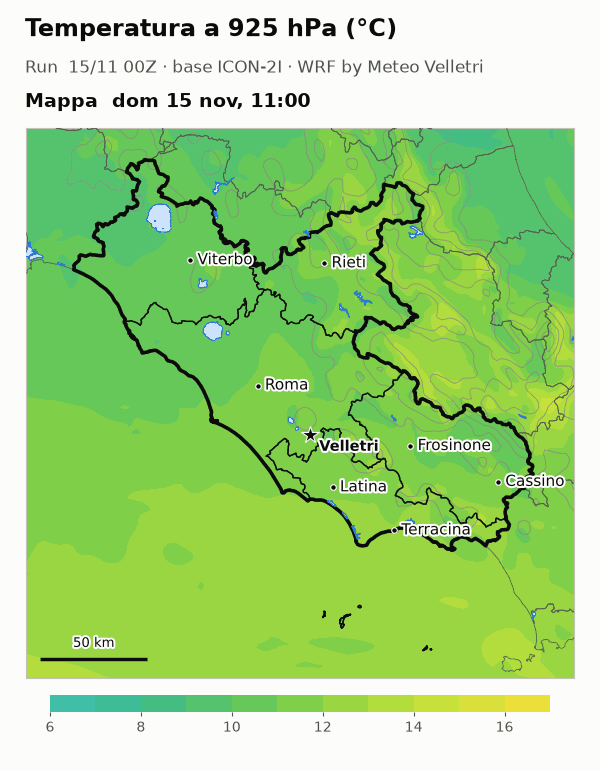 Temperatura a 925 hPa (°C)
Run  15/11 00Z · base ICON-2I · WRF by Meteo Velletri
Mappa  dom 15 nov, 11:00
Viterbo
Rieti
Roma
Velletri
Frosinone
Latina
Cassino
Terracina
50 km
6 8 10 12 14 16